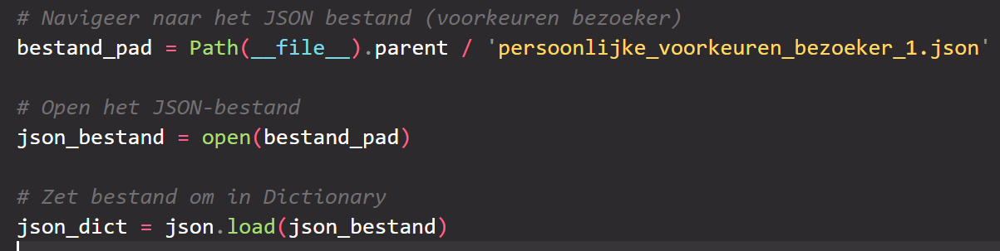 # Navigeer naar het JSON bestand (voorkeuren bezoeker)
bestand_pad = Path(__file__).parent / 'persoonlijke_voorkeuren_bezoeker_1.json'
# Open het JSON-bestand
json_bestand = open(bestand_pad)
# Zet bestand om in Dictionary
json_dict = json.load(json_bestand)